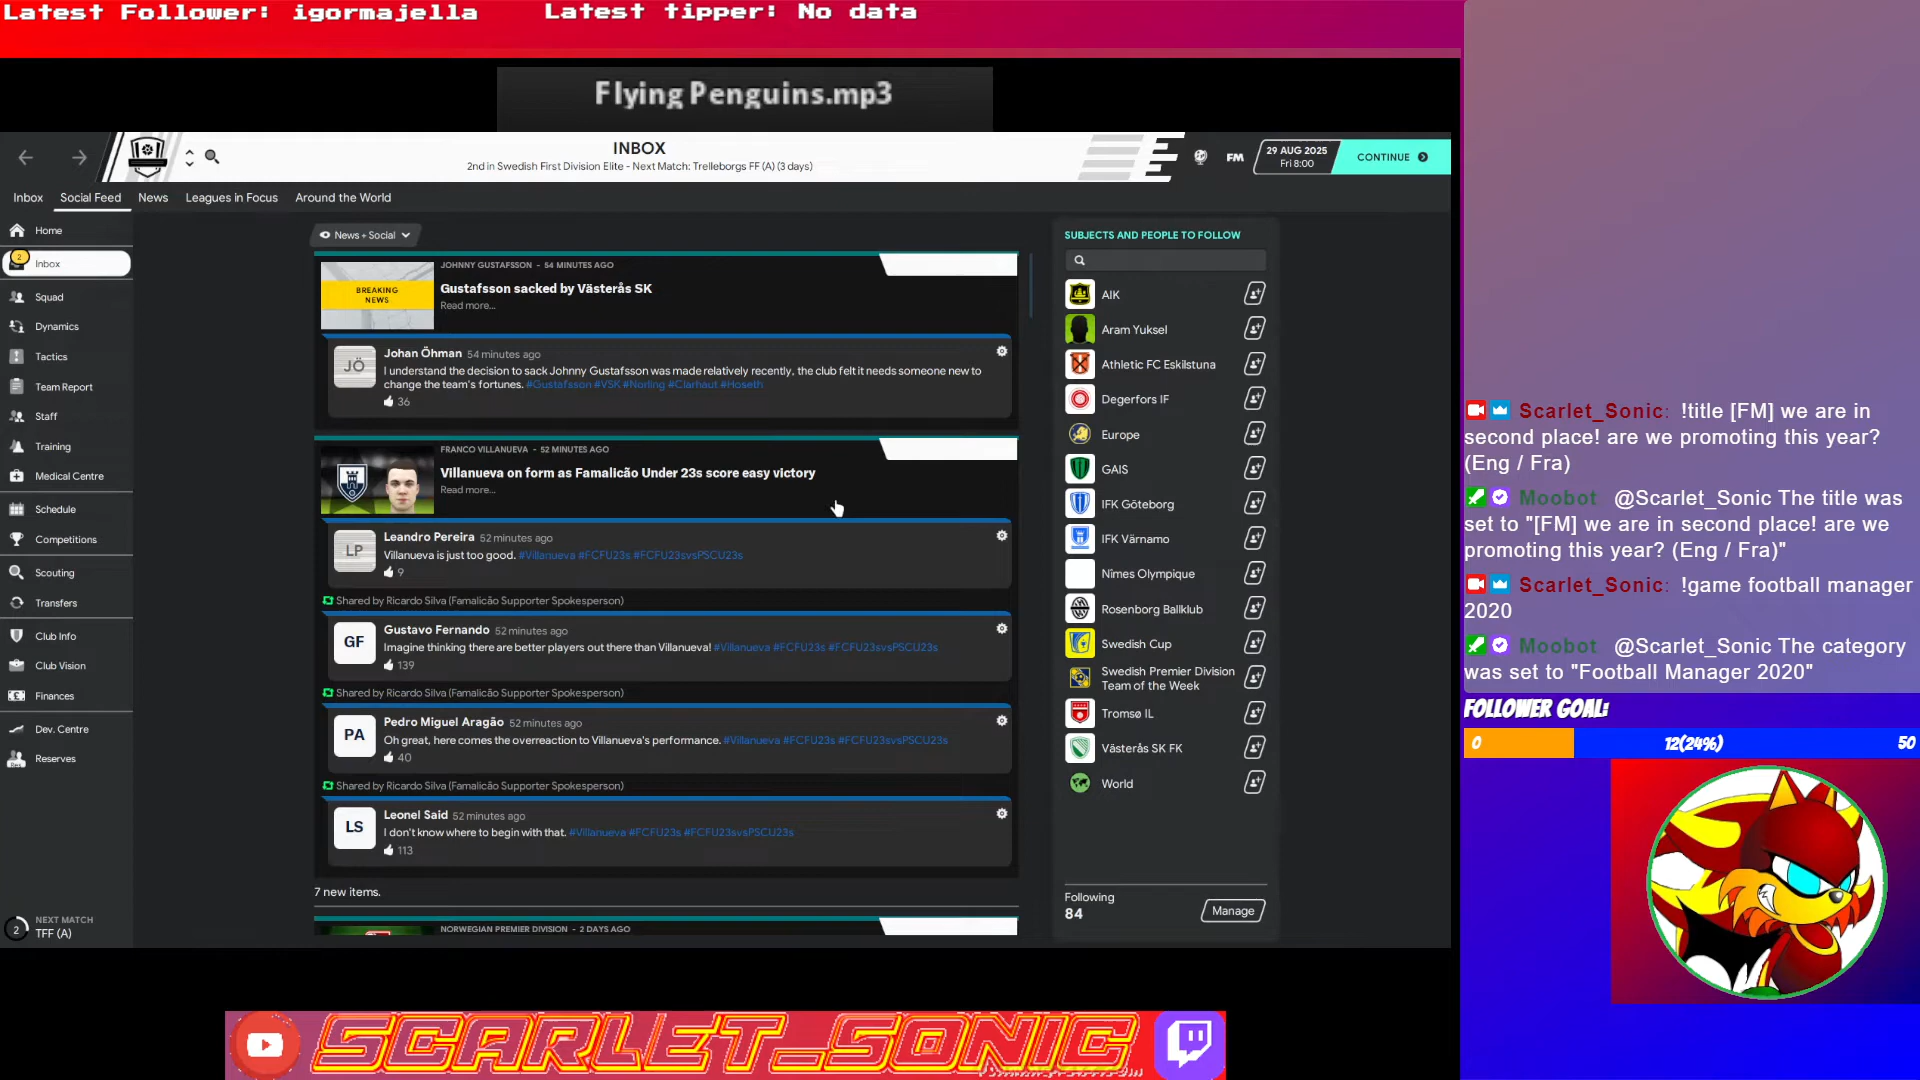 Latest Follower: igormajella
Latest tipper: No data
Flying Penguins.mp3
INBOX
2nd in Swedish First Division Elite - Next Match: Trelleborgs FF (A) (3 days)
FM
29 AUG 2025
Fri 8:00
CONTINUE
Inbox
Social Feed
News
Leagues in Focus
Around the World
Home
2
Inbox
Squad
Dynamics
Tactics
Team Report
Staff
Training
Medical Centre
Schedule
Competitions
Scouting
Transfers
Club Info
Club Vision
Finances
Dev. Centre
Reserves
2
NEXT MATCH
TFF (A)
News + Social
BREAKING
NEWS
JOHNNY GUSTAFSSON - 54 MINUTES AGO
Gustafsson sacked by Västerås SK
Read more...
JÖ
Johan Öhman 54 minutes ago
I understand the decision to sack Johnny Gustafsson was made relatively recently, the club felt it needs someone new to
change the team's fortunes. #Gustafsson #VSK #Norling #Clarhaut #Hoseth
36
FRANCO VILLANUEVA - 52 MINUTES AGO
Villanueva on form as Famalicão Under 23s score easy victory
Read more...
LP
Leandro Pereira 52 minutes ago
Villanueva is just too good. #Villanueva #FCFU23s #FCFU23svsPSCU23s
9
Shared by Ricardo Silva (Famalicão Supporter Spokesperson)
GF
Gustavo Fernando 52 minutes ago
Imagine thinking there are better players out there than Villanueva! #Villanueva #FCFU23s #FCFU23svsPSCU23s
139
Shared by Ricardo Silva (Famalicão Supporter Spokesperson)
PA
Pedro Miguel Aragão 52 minutes ago
Oh great, here comes the overreaction to Villanueva's performance. #Villanueva #FCFU23s #FCFU23svsPSCU23s
40
Shared by Ricardo Silva (Famalicão Supporter Spokesperson)
LS
Leonel Said 52 minutes ago
I don't know where to begin with that. #Villanueva #FCFU23s #FCFU23svsPSCU23s
113
7 new items.
NORWEGIAN PREMIER DIVISION - 2 DAYS AGO
SUBJECTS AND PEOPLE TO FOLLOW
AIK
Aram Yuksel
Athletic FC Eskilstuna
Degerfors IF
Europe
GAIS
IFK Göteborg
IFK Värnamo
Nîmes Olympique
Rosenborg Ballklub
Swedish Cup
Swedish Premier Division
Team of the Week
Tromsø IL
Västerås SK FK
World
Following
84
Manage
Scarlet_Sonic: !title [FM] we are in
second place! are we promoting this year?
(Eng / Fra)
Moobot @Scarlet_Sonic The title was
set to "[FM] we are in second place! are we
promoting this year? (Eng / Fra)"
Scarlet_Sonic: !game football manager
2020
Moobot @Scarlet_Sonic The category
was set to "Football Manager 2020"
FOLLOWER GOAL:
0
12(24%)
50
SCARLET_SONIC